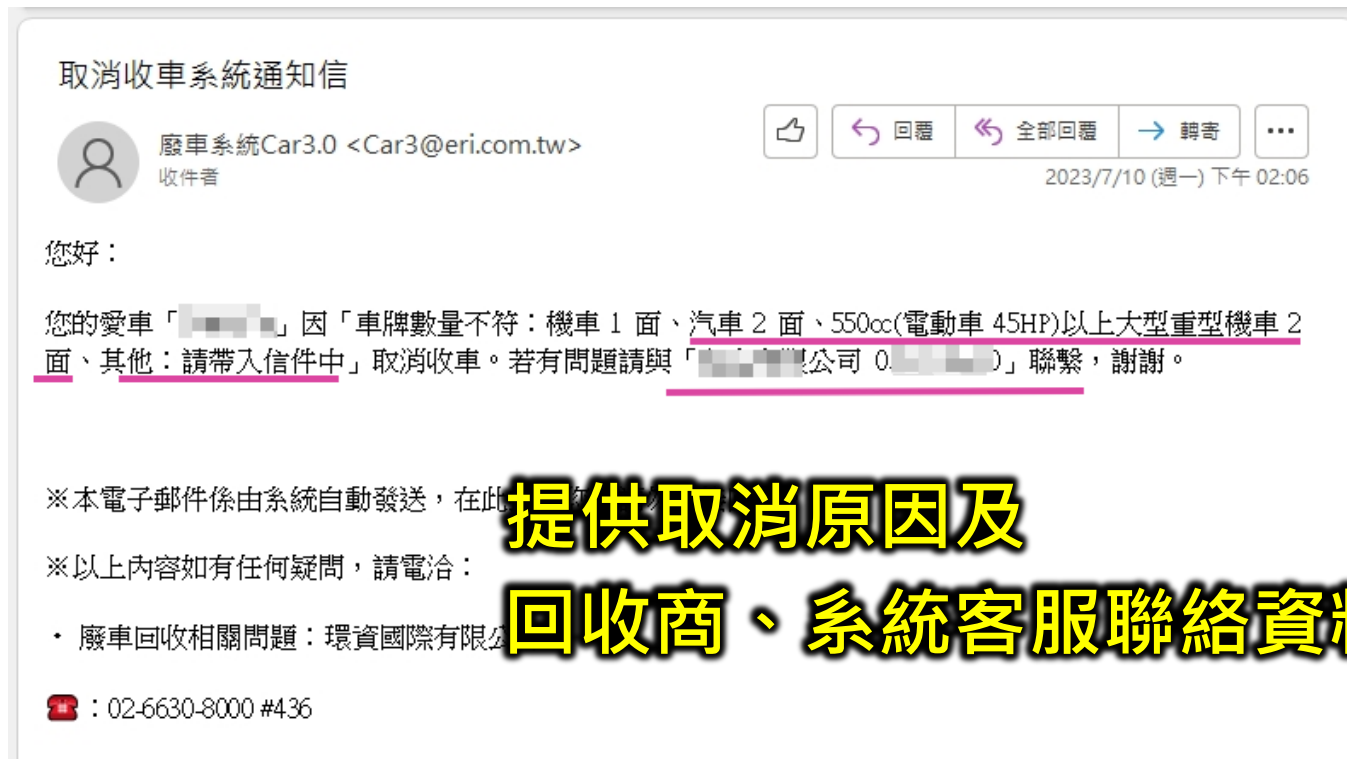 取消收車系統通知信
廢車系統Car3.0 <Car3@eri.com.tw>
收件者
回覆
全部回覆
轉寄
2023/7/10 (週一) 下午 02:06
您好：
您的愛車「」因「車牌數量不符：機車 1 面、汽車 2 面、550cc(電動車 45HP)以上大型重型機車 2
面、其他：請帶入信件中」取消收車。若有問題請與「公司 0」聯繫，謝謝。
※本電子郵件係由系統自動發送，在此
提供取消原因及
※以上內容如有任何疑問，請電洽：
• 廢車回收相關問題：環資國際有限公
回收商、系統客服聯絡資料
☎：02-6630-8000 #436